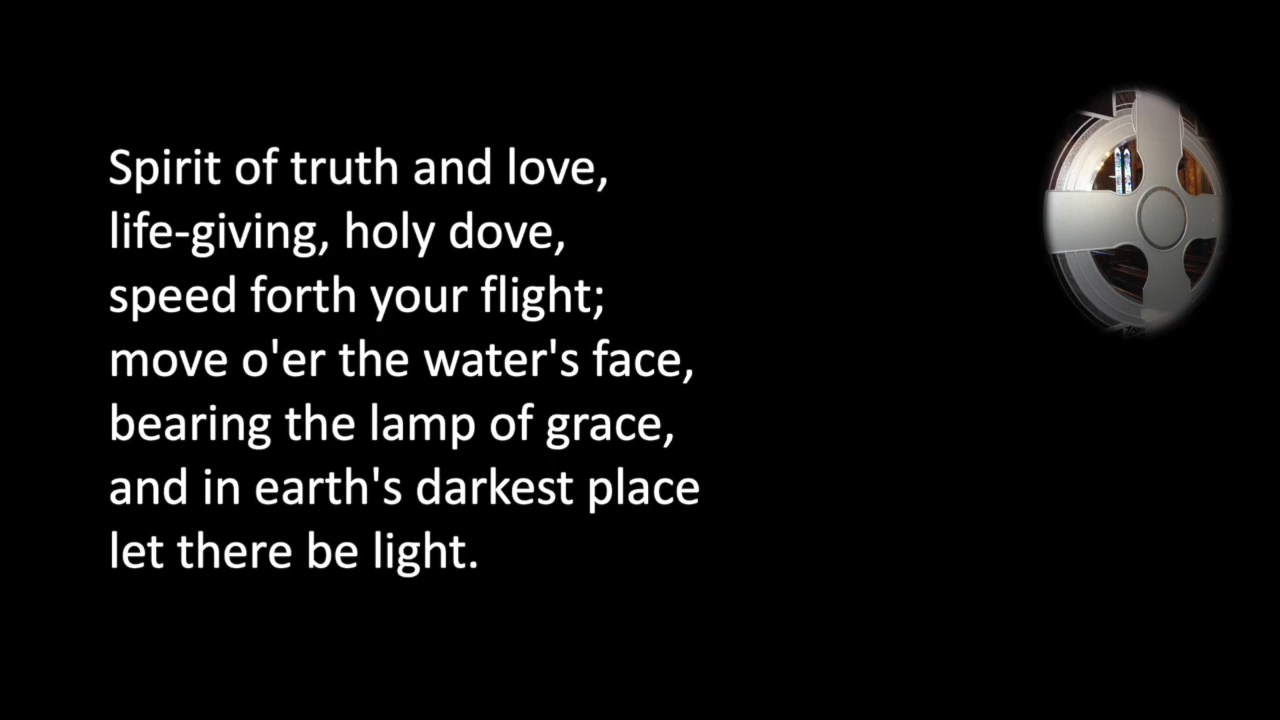 Spirit of truth and love,
life-giving, holy dove,
speed forth your flight;
move o'er the water's face,
bearing the lamp of grace,
and in earth's darkest place
let there be light.